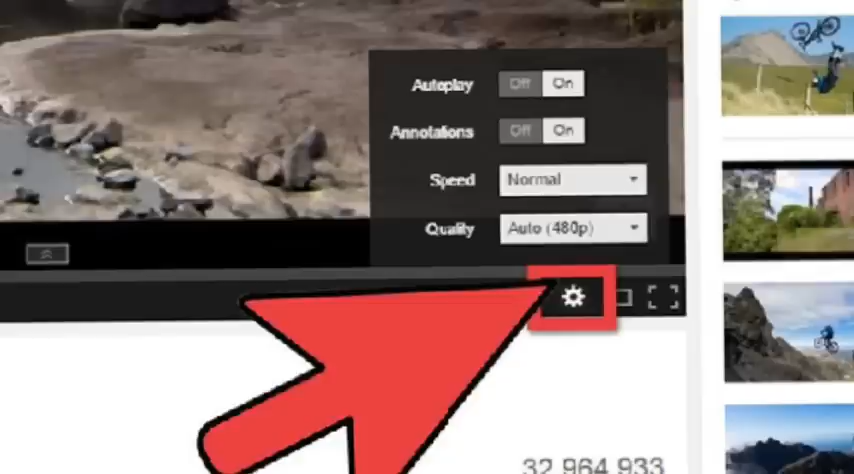 Autoplay Off On
Annotations Off On
Speed Normal
Quality Auto (480p)
32,964,933